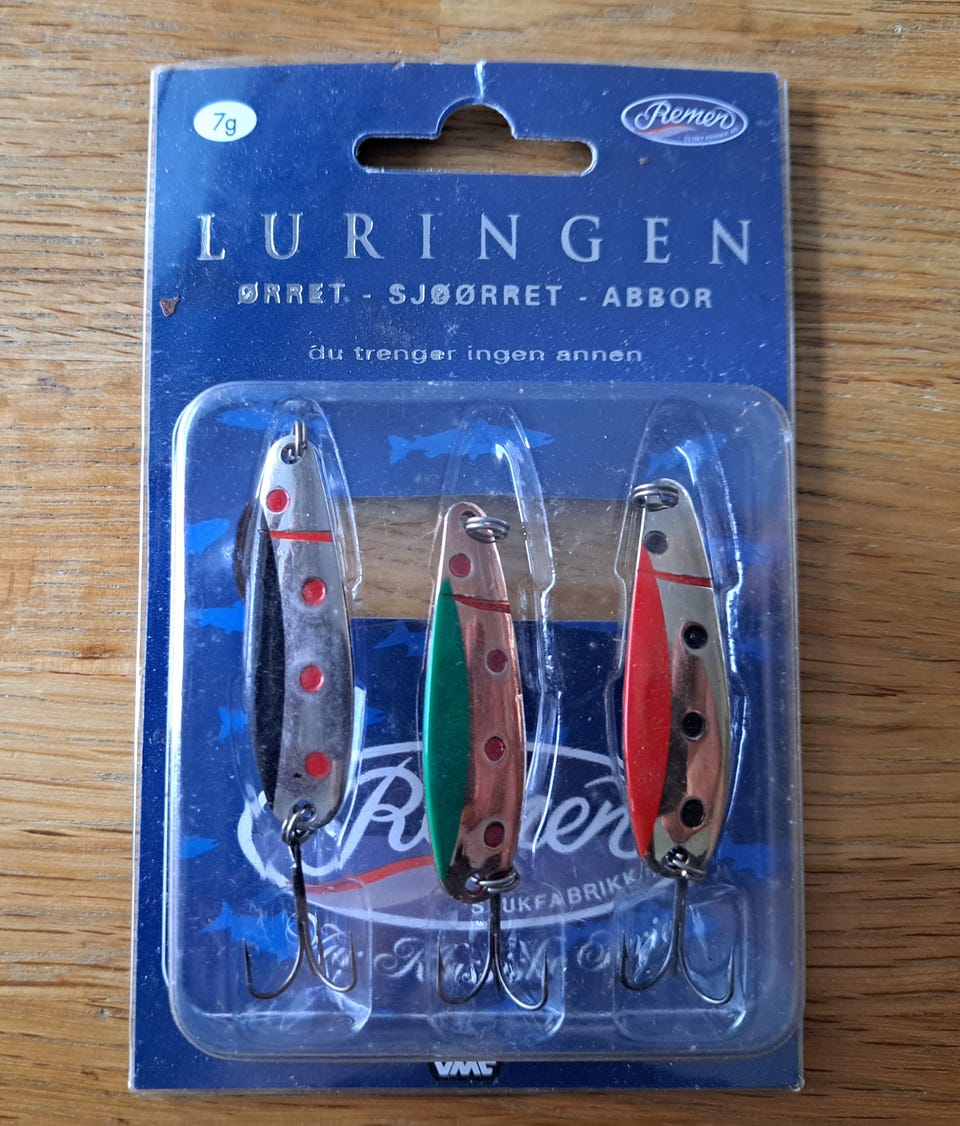 7g
Remen
LURINGEN
ØRRET - SJØØRRET - ABBOR
du trenger ingen annen
Remen
SLUKFABRIKK
VMC